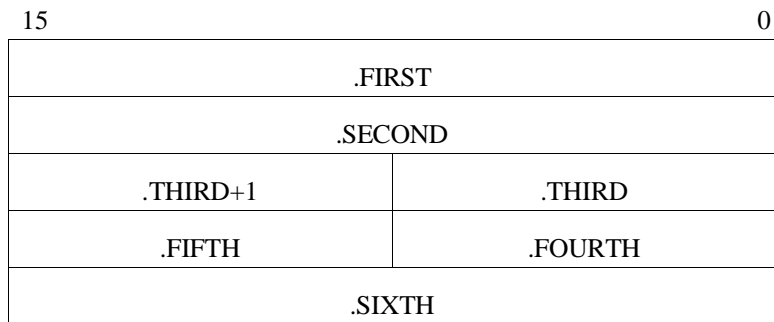 15 0
.FIRST
.SECOND
.THIRD+1 .THIRD
.FIFTH .FOURTH
.SIXTH